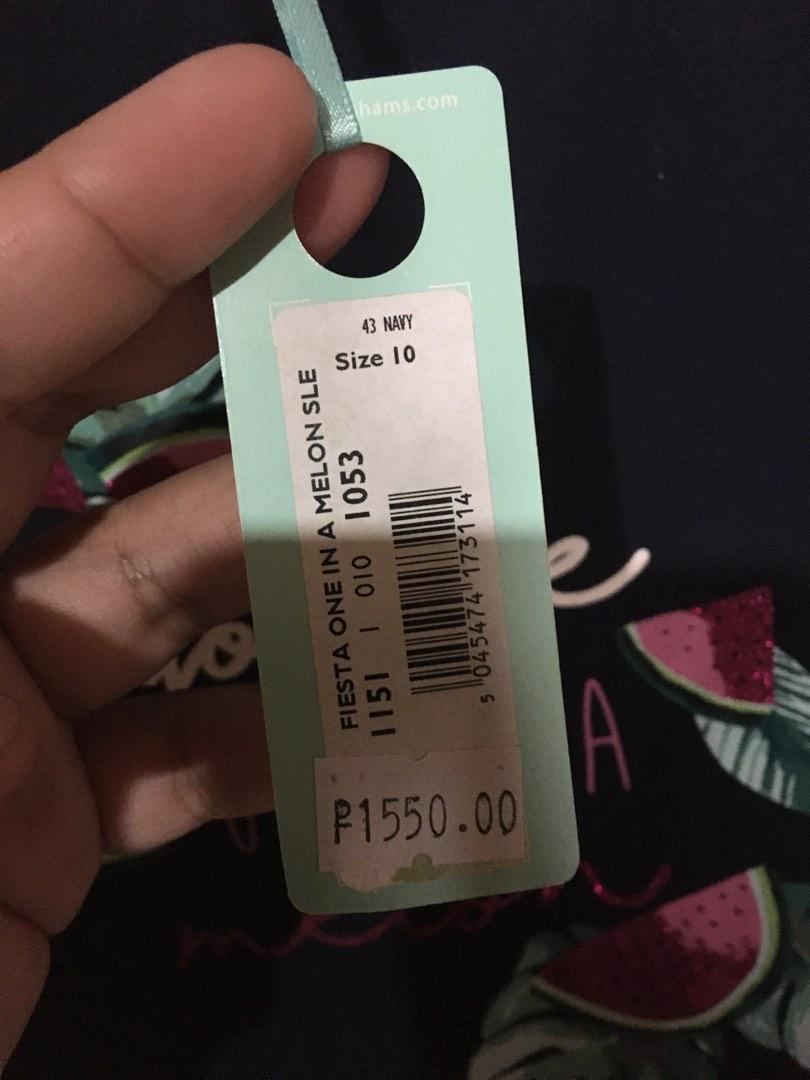 hams.com
43 NAVY
Size 10
FIESTA ONE IN A MELON SLE
1151 1 010 1053
5 045474 173114
₱1550.00
A
melon